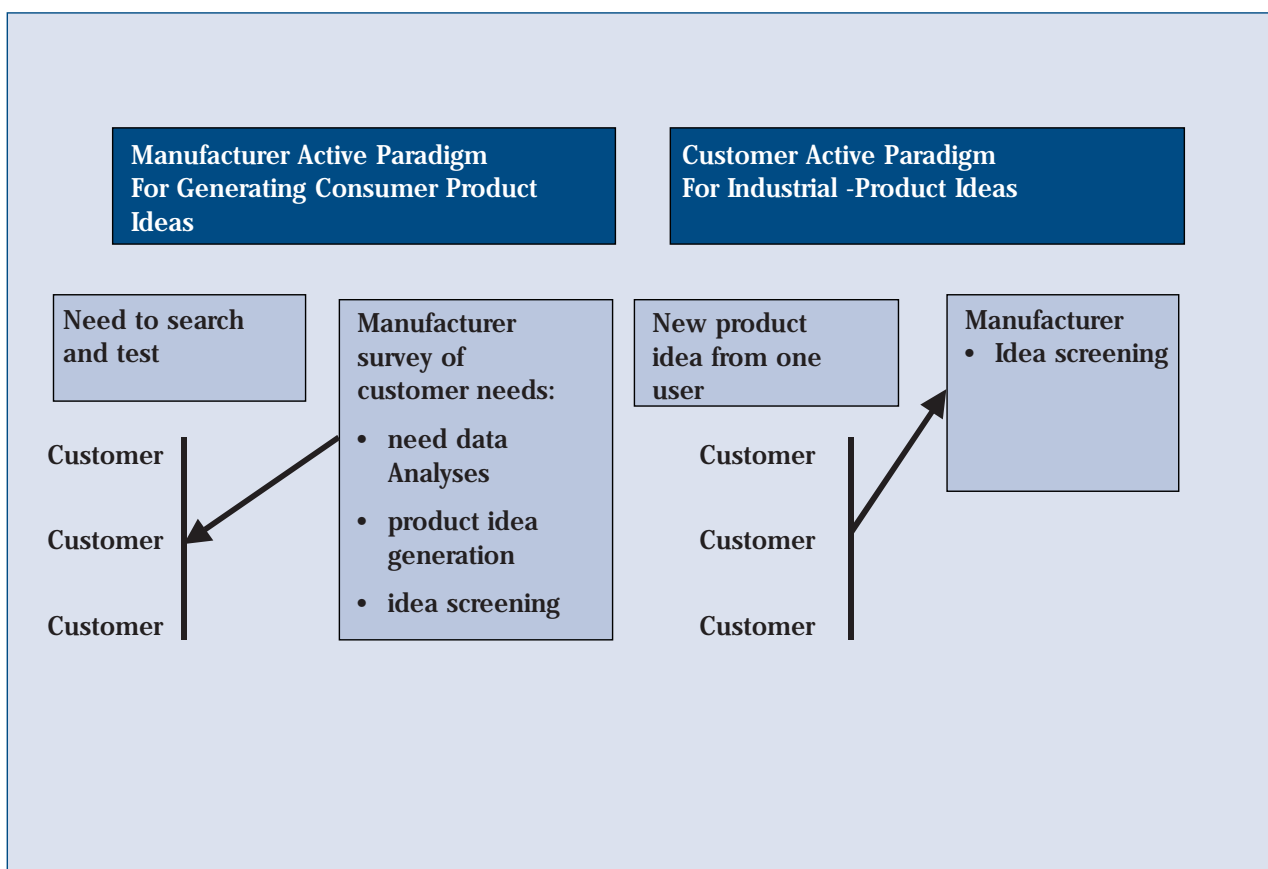 Manufacturer Active Paradigm
For Generating Consumer Product
Ideas
Customer Active Paradigm
For Industrial -Product Ideas
Need to search
and test
Customer
Customer
Customer
Manufacturer
survey of
customer needs:
• need data
Analyses
• product idea
generation
• idea screening
New product
idea from one
user
Customer
Customer
Customer
Manufacturer
• Idea screening